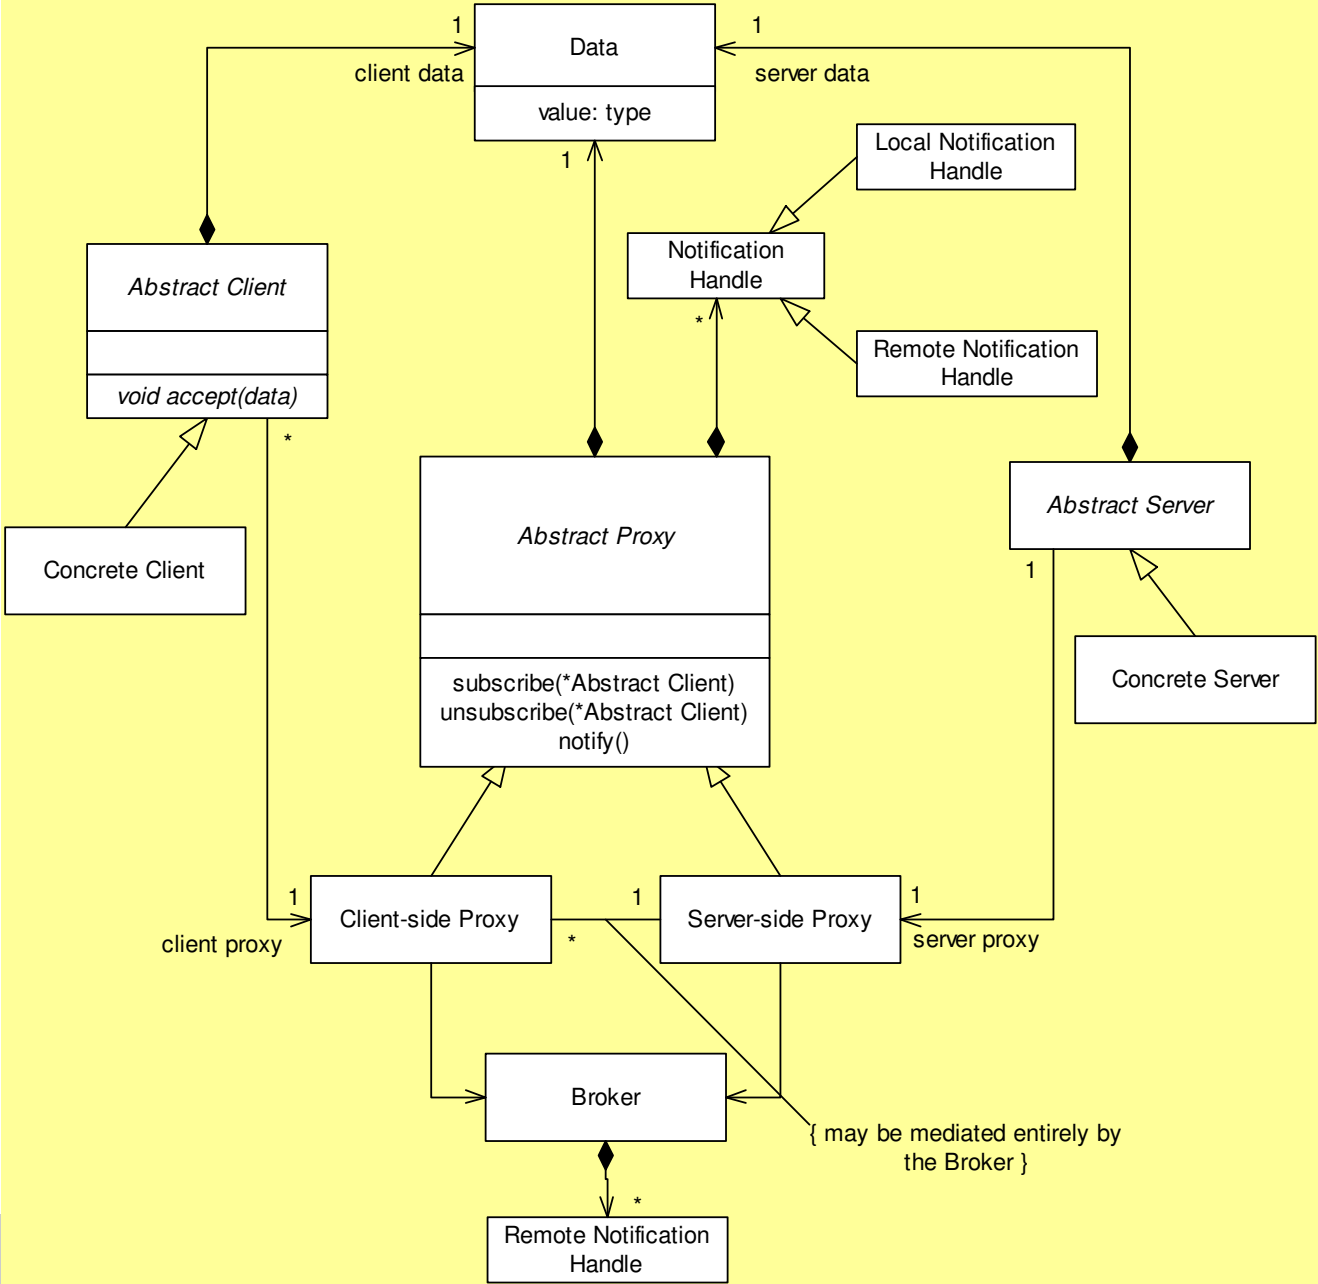 1
1
Data
client data
server data
value: type
1
Local Notification
Handle
Notification
Handle
*
Remote Notification
Handle
Abstract Client
void accept(data)
*
Abstract Proxy
Abstract Server
1
Concrete Client
Concrete Server
subscribe(*Abstract Client)
unsubscribe(*Abstract Client)
notify()
1
Client-side Proxy
1
*
Server-side Proxy
1
client proxy
server proxy
Broker
{ may be mediated entirely by
the Broker }
*
Remote Notification
Handle